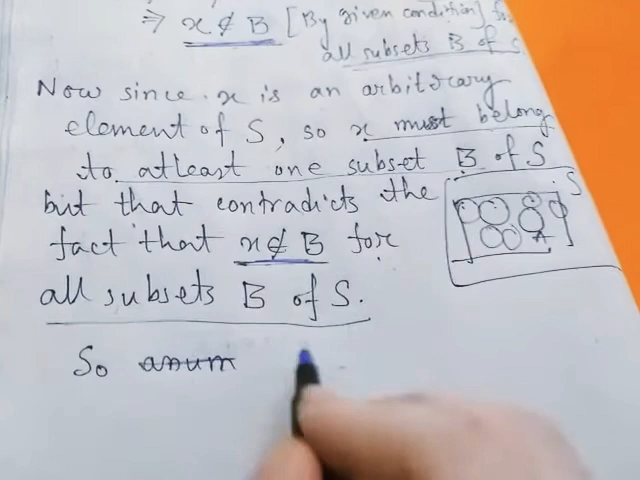 ⇒ x ∉ B [By given condition] for
all subsets B of S
Now since x is an arbitrary
element of S, so x must belong
to atleast one subset B of S
but that contradicts the
fact that x ∉ B for
all subsets B of S.
S
A
So anum